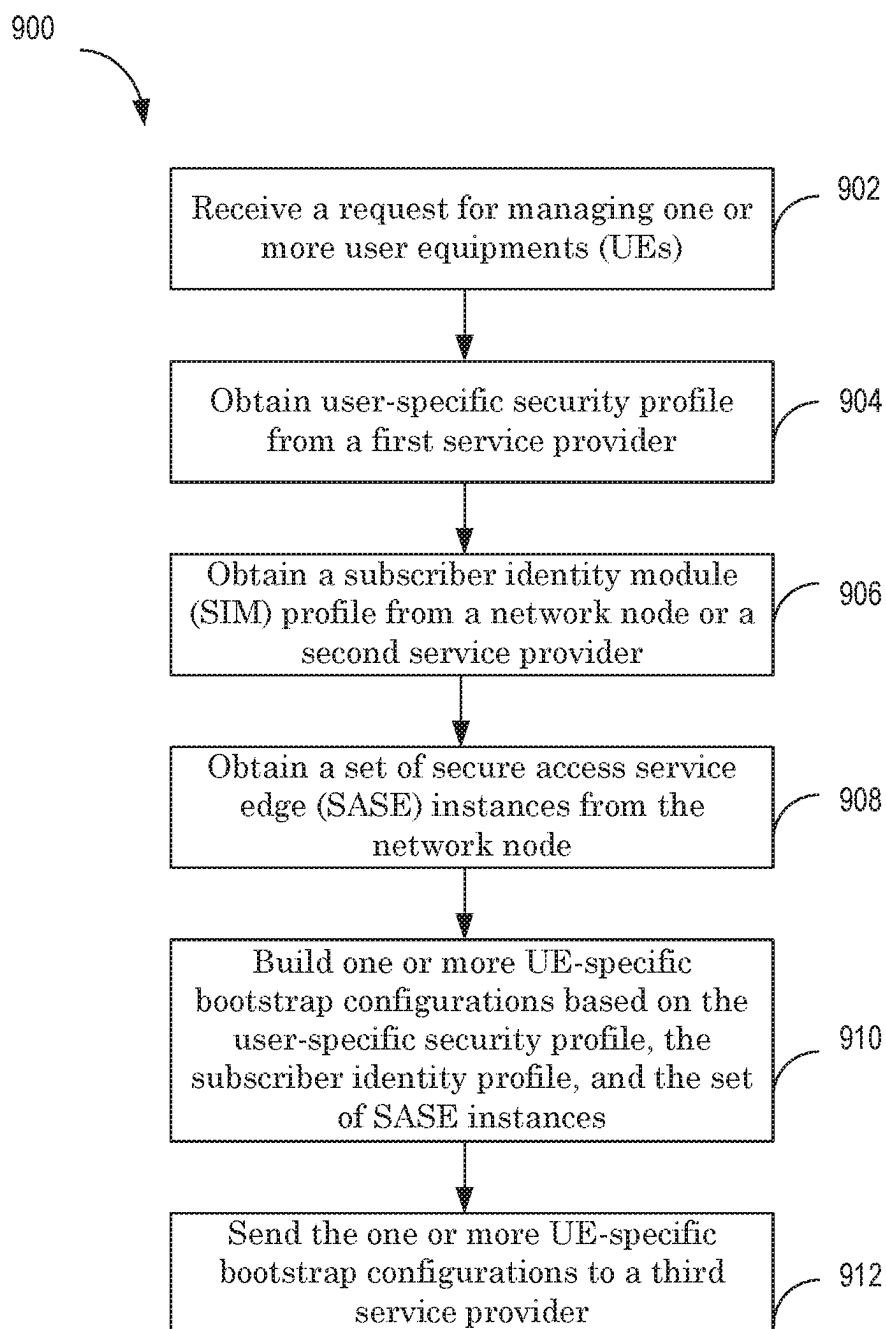 900
Receive a request for managing one or
more user equipments (UEs)
902
Obtain user-specific security profile
from a first service provider
904
Obtain a subscriber identity module
(SIM) profile from a network node or a
second service provider
906
Obtain a set of secure access service
edge (SASE) instances from the
network node
908
Build one or more UE-specific
bootstrap configurations based on the
user-specific security profile, the
subscriber identity profile, and the set
of SASE instances
910
Send the one or more UE-specific
bootstrap configurations to a third
service provider
912